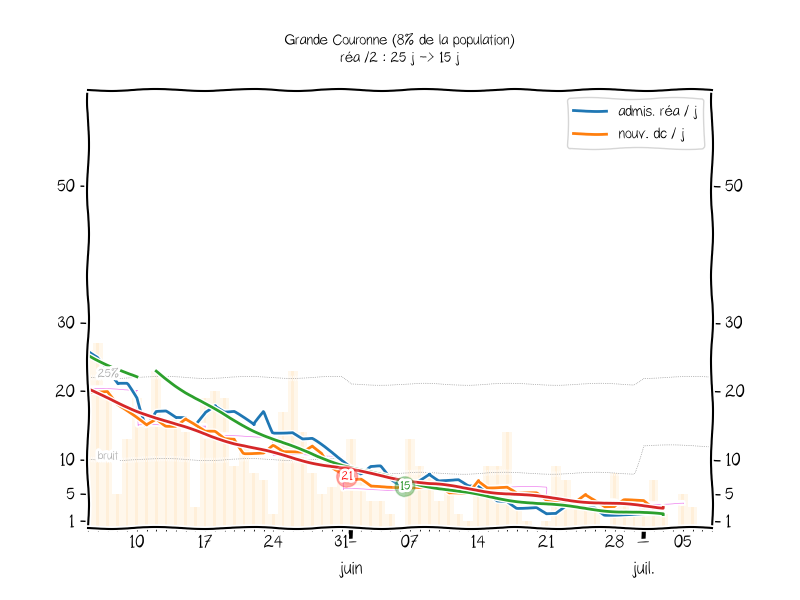 Grande Couronne (8% de la population)
réa /2 : 25 j -> 15 j
admis. réa / j
nouv. dc / j
50 50
30 30
25%
20 20
bruit
10 10
21
15
5 5
1 1
10 17 24 31 07 14 21 28 05
juin juil.